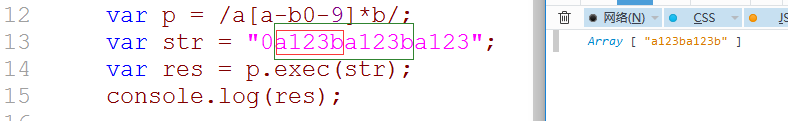 12 var p = /a[a-b0-9]*b/;
13 var str = "0a123ba123ba123";
14 var res = p.exec(str);
15 console.log(res);
网络(N) CSS JS
Array [ "a123ba123b" ]